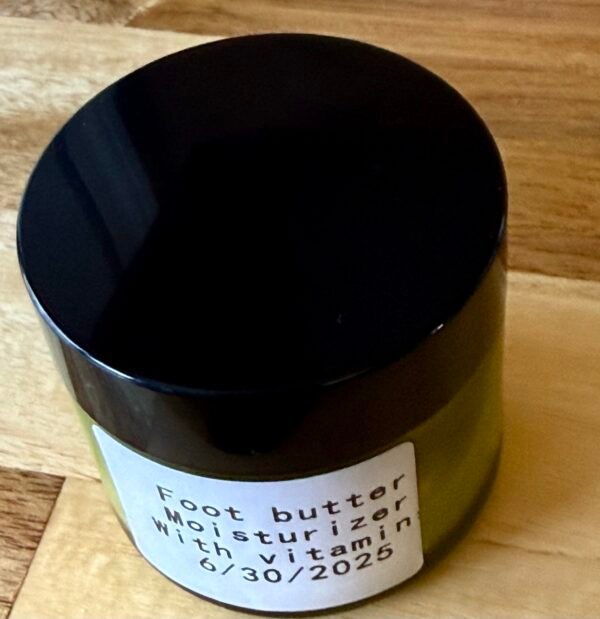 Foot butter
Moisturizer
With vitamin
6/30/2025